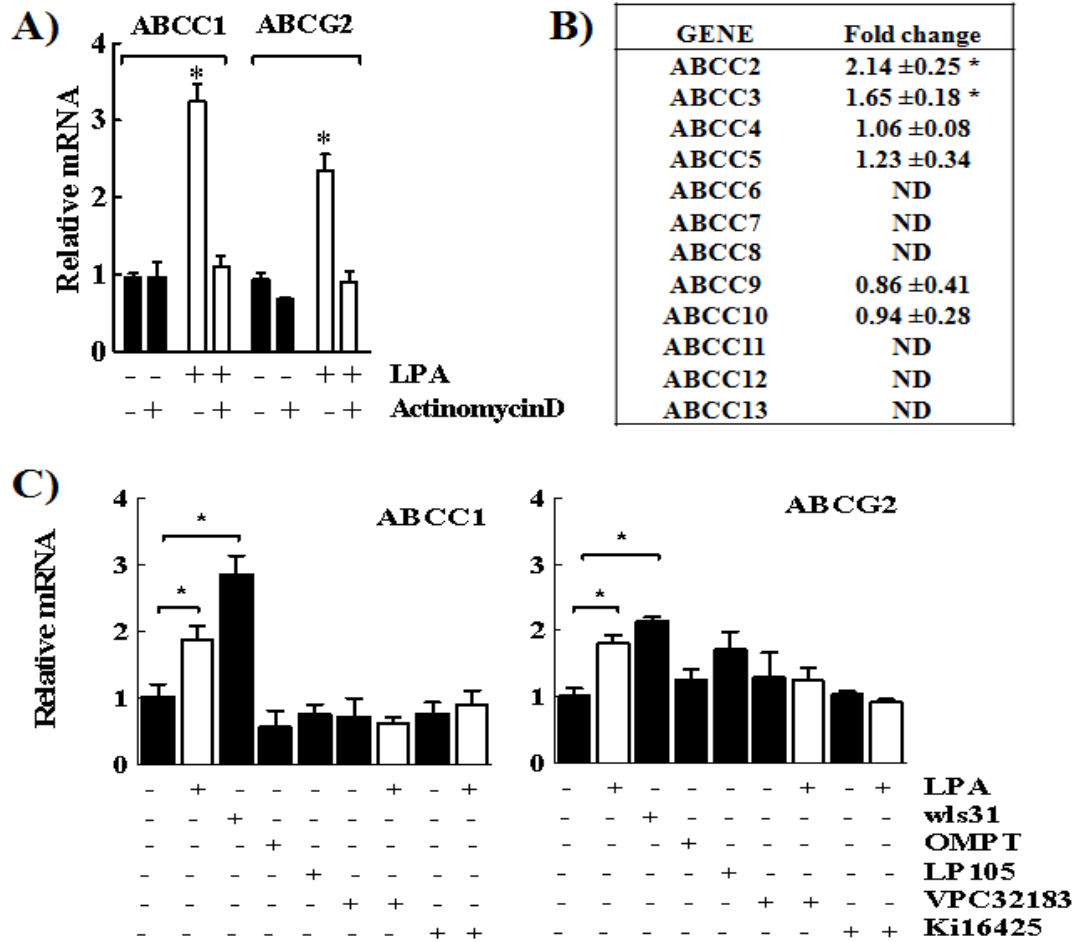 A)
ABCC1 ABCG2
Relative mRNA
4
3
2
1
0
* *
- - + + - - + + LPA
- + - + - + - + ActinomycinD
B)
GENE Fold change
ABCC2 2.14 ±0.25 *
ABCC3 1.65 ±0.18 *
ABCC4 1.06 ±0.08
ABCC5 1.23 ±0.34
ABCC6 ND
ABCC7 ND
ABCC8 ND
ABCC9 0.86 ±0.41
ABCC10 0.94 ±0.28
ABCC11 ND
ABCC12 ND
ABCC13 ND
C)
ABCC1
Relative mRNA
4
3
2
1
0
*
*
ABCG2
4
3
2
1
0
*
*
- + - - - - + - + - + - - - - + - + LPA
- - + - - - - - - - - + - - - - - - wls31
- - - + - - - - - - - - + - - - - - OMPT
- - - - + - - - - - - - - + - - - - LP105
- - - - - + + - - - - - - - + + - - VPC32183
- - - - - - - + + - - - - - - - + + Ki16425